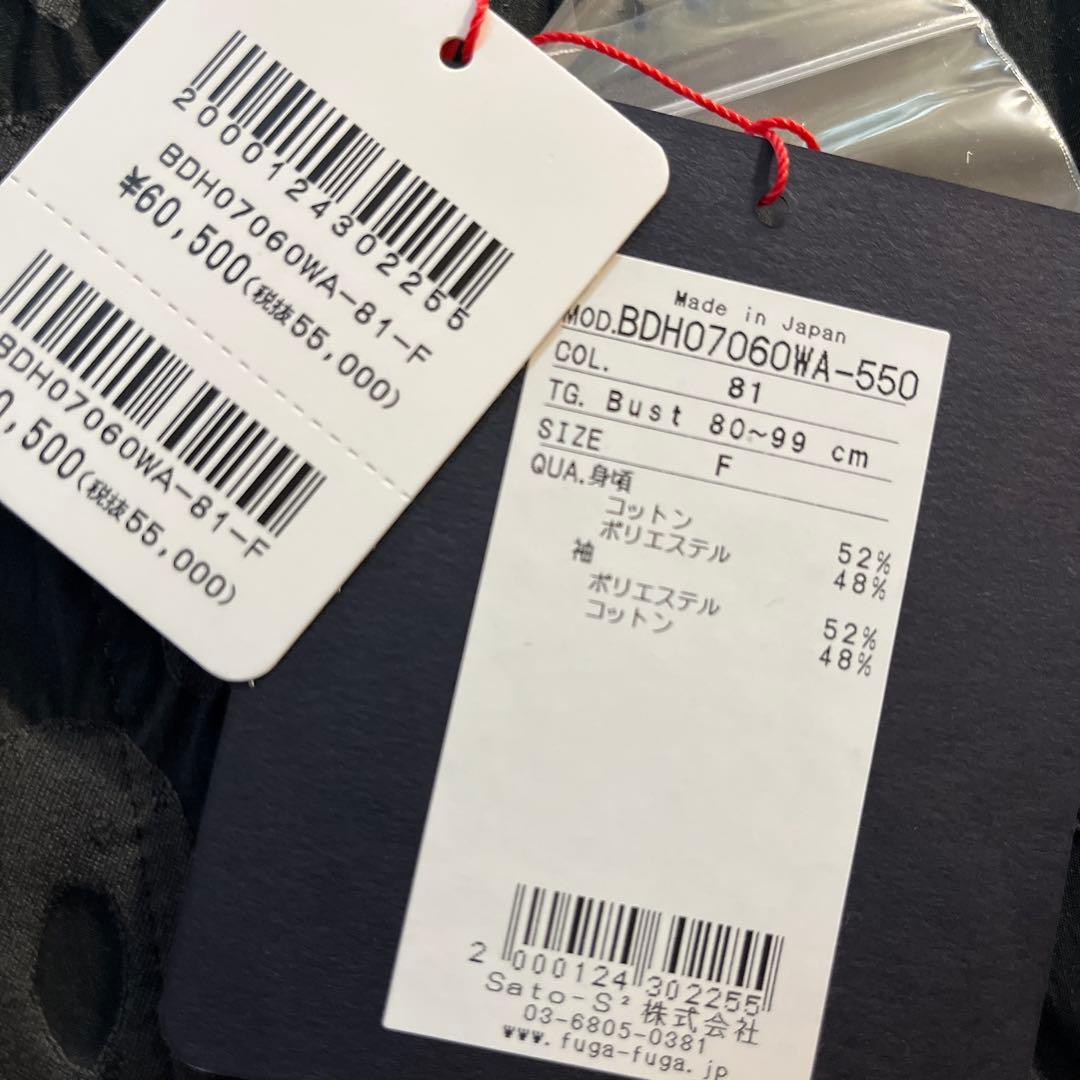 2000124302255
BDH07060WA-81-F
¥60,500(税抜55,000)
BDH07060WA-81-F
0,500(税抜55,000)
Made in Japan
MOD.BDH07060WA-550
COL. 81
TG. Bust 80~99 cm
SIZE F
QUA.身頃
コットン 52%
ポリエステル 48%
袖
ポリエステル 52%
コットン 48%
2 000124 302255
Sato-S²株式会社
03-6805-0381
www.fuga-fuga.jp